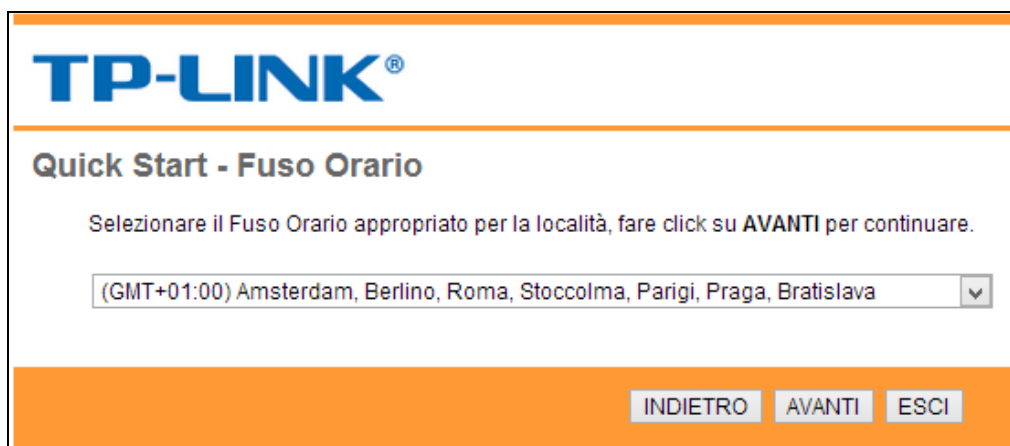 TP-LINK®
Quick Start - Fuso Orario
Selezionare il Fuso Orario appropriato per la località, fare click su AVANTI per continuare.
(GMT+01:00) Amsterdam, Berlino, Roma, Stoccolma, Parigi, Praga, Bratislava
INDIETRO AVANTI ESCI